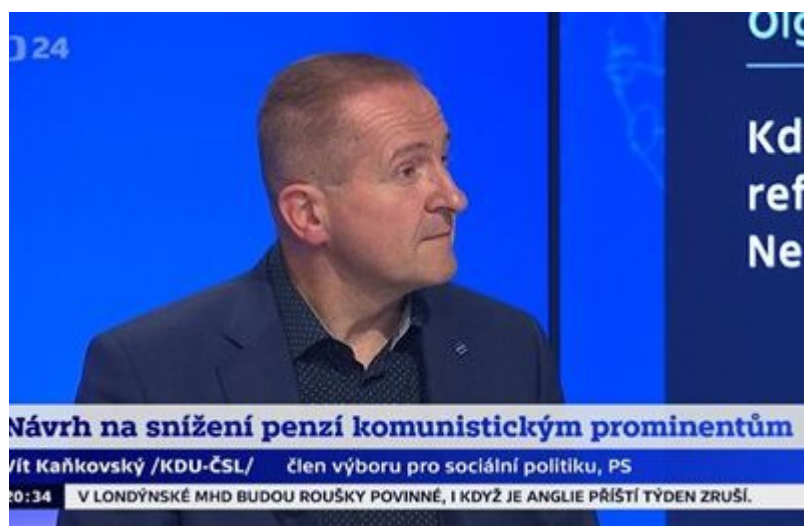 24
Kd
ref
Ne
Návrh na snížení penzí komunistickým prominentům
Vít Kaňkovský /KDU-ČSL/ člen výboru pro sociální politiku, PS
20:34 V LONDÝNSKÉ MHD BUDOU ROUŠKY POVINNÉ, I KDYŽ JE ANGLIE PŘÍŠTÍ TÝDEN ZRUŠÍ.